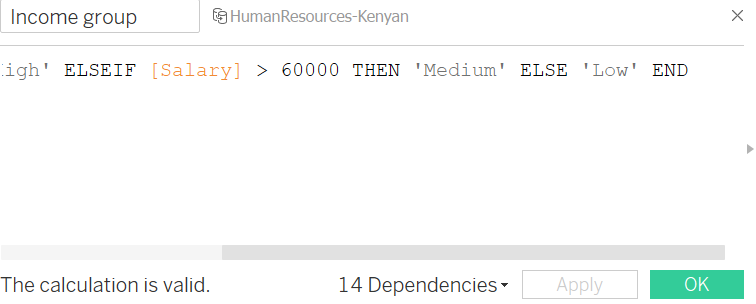 Income group
HumanResources-Kenyan
igh' ELSEIF [Salary] > 60000 THEN 'Medium' ELSE 'Low' END
The calculation is valid.
14 Dependencies
Apply
OK